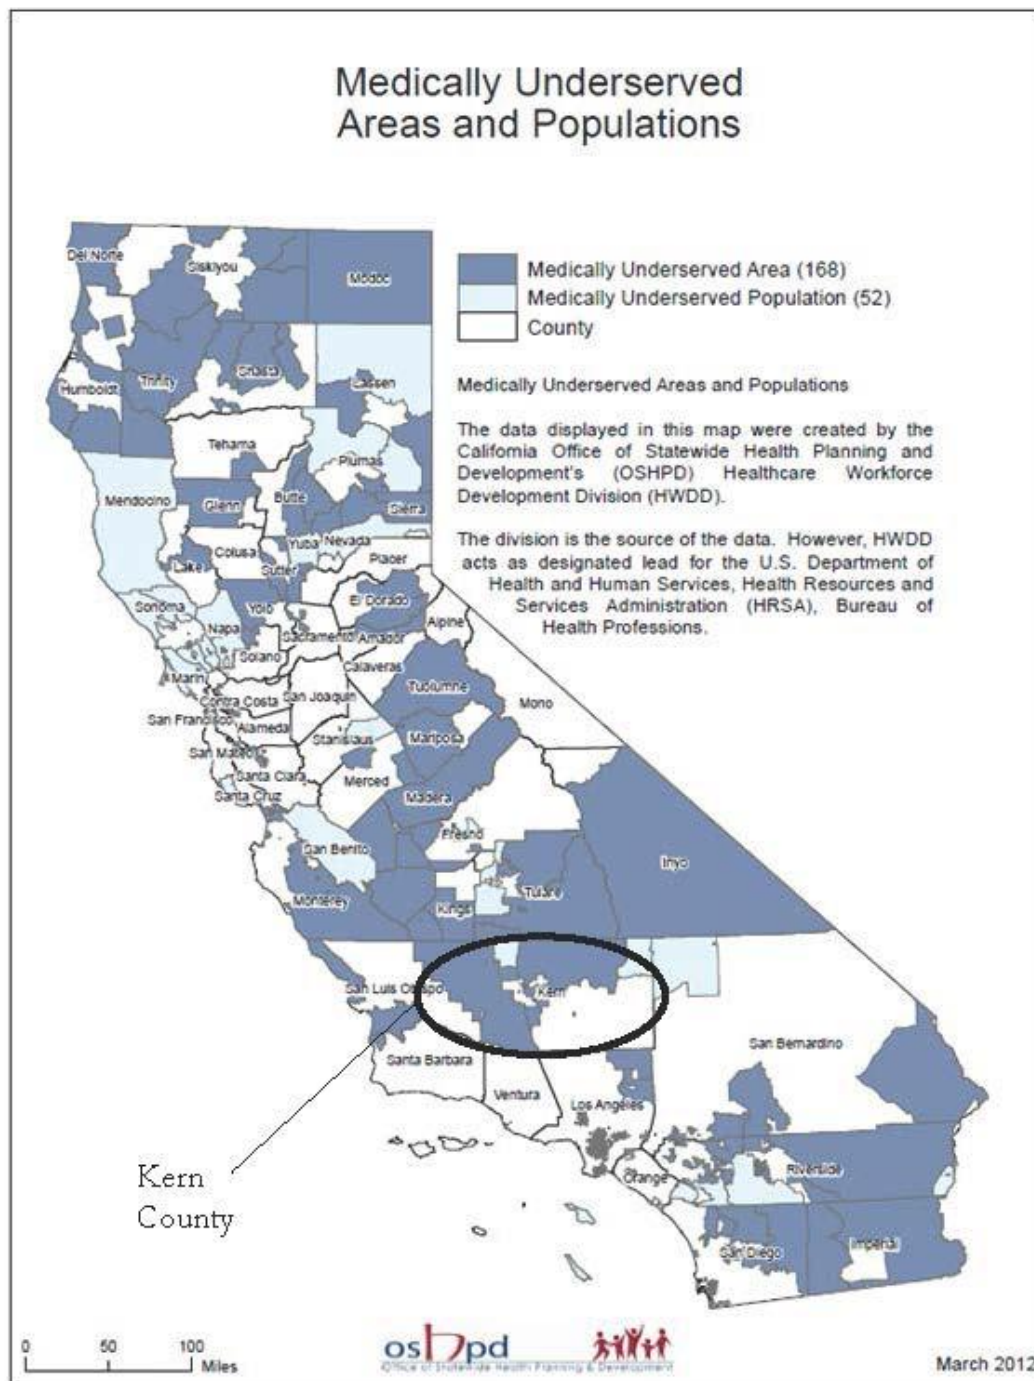 Medically Underserved
Areas and Populations
Medically Underserved Area (168)
Medically Underserved Population (52)
County
Medically Underserved Areas and Populations
The data displayed in this map were created by the
California Office of Statewide Health Planning and
Development's (OSHPD) Healthcare Workforce
Development Division (HWDD).
The division is the source of the data. However, HWDD
acts as designated lead for the U.S. Department of
Health and Human Services, Health Resources and
Services Administration (HRSA), Bureau of
Health Professions.
Del Norte
Siskiyou
Modoc
Humboldt
Trinity
Shasta
Lassen
Tehama
Plumas
Mendocino
Glenn
Butte
Sierra
Colusa
Yuba
Nevada
Lake
Sutter
Placer
Sonoma
Napa
Yolo
El Dorado
Sacramento
Amador
Alpine
Solano
Marin
Calaveras
Contra Costa
San Joaquin
Tuolumne
Mono
San Francisco
Alameda
Stanislaus
Mariposa
San Mateo
Santa Clara
Merced
Santa Cruz
Madera
San Benito
Fresno
Inyo
Monterey
Kings
Tulare
San Luis Obispo
Kern
Santa Barbara
San Bernardino
Ventura
Los Angeles
Kern
County
Orange
Riverside
San Diego
Imperial
0 50 100
Miles
oshpd
Office of Statewide Health Planning & Development
March 2012